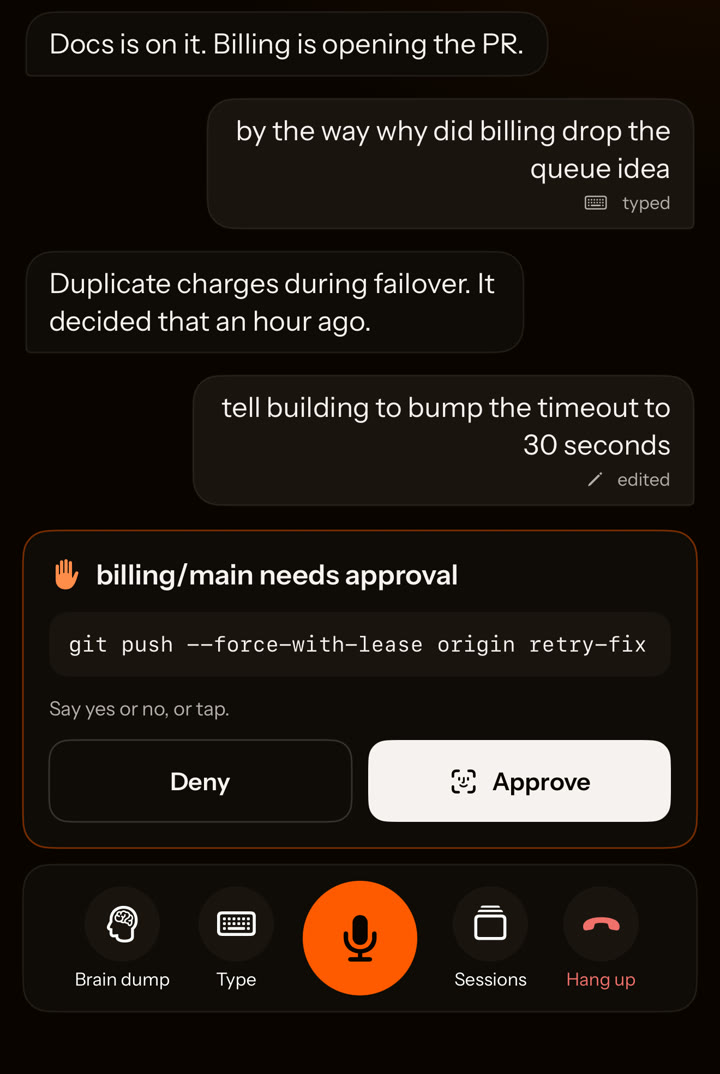 Docs is on it. Billing is opening the PR.
by the way why did billing drop the
queue idea
typed
Duplicate charges during failover. It
decided that an hour ago.
tell building to bump the timeout to
30 seconds
edited
billing/main needs approval
git push --force-with-lease origin retry-fix
Say yes or no, or tap.
Deny
Approve
Brain dump
Type
Sessions
Hang up